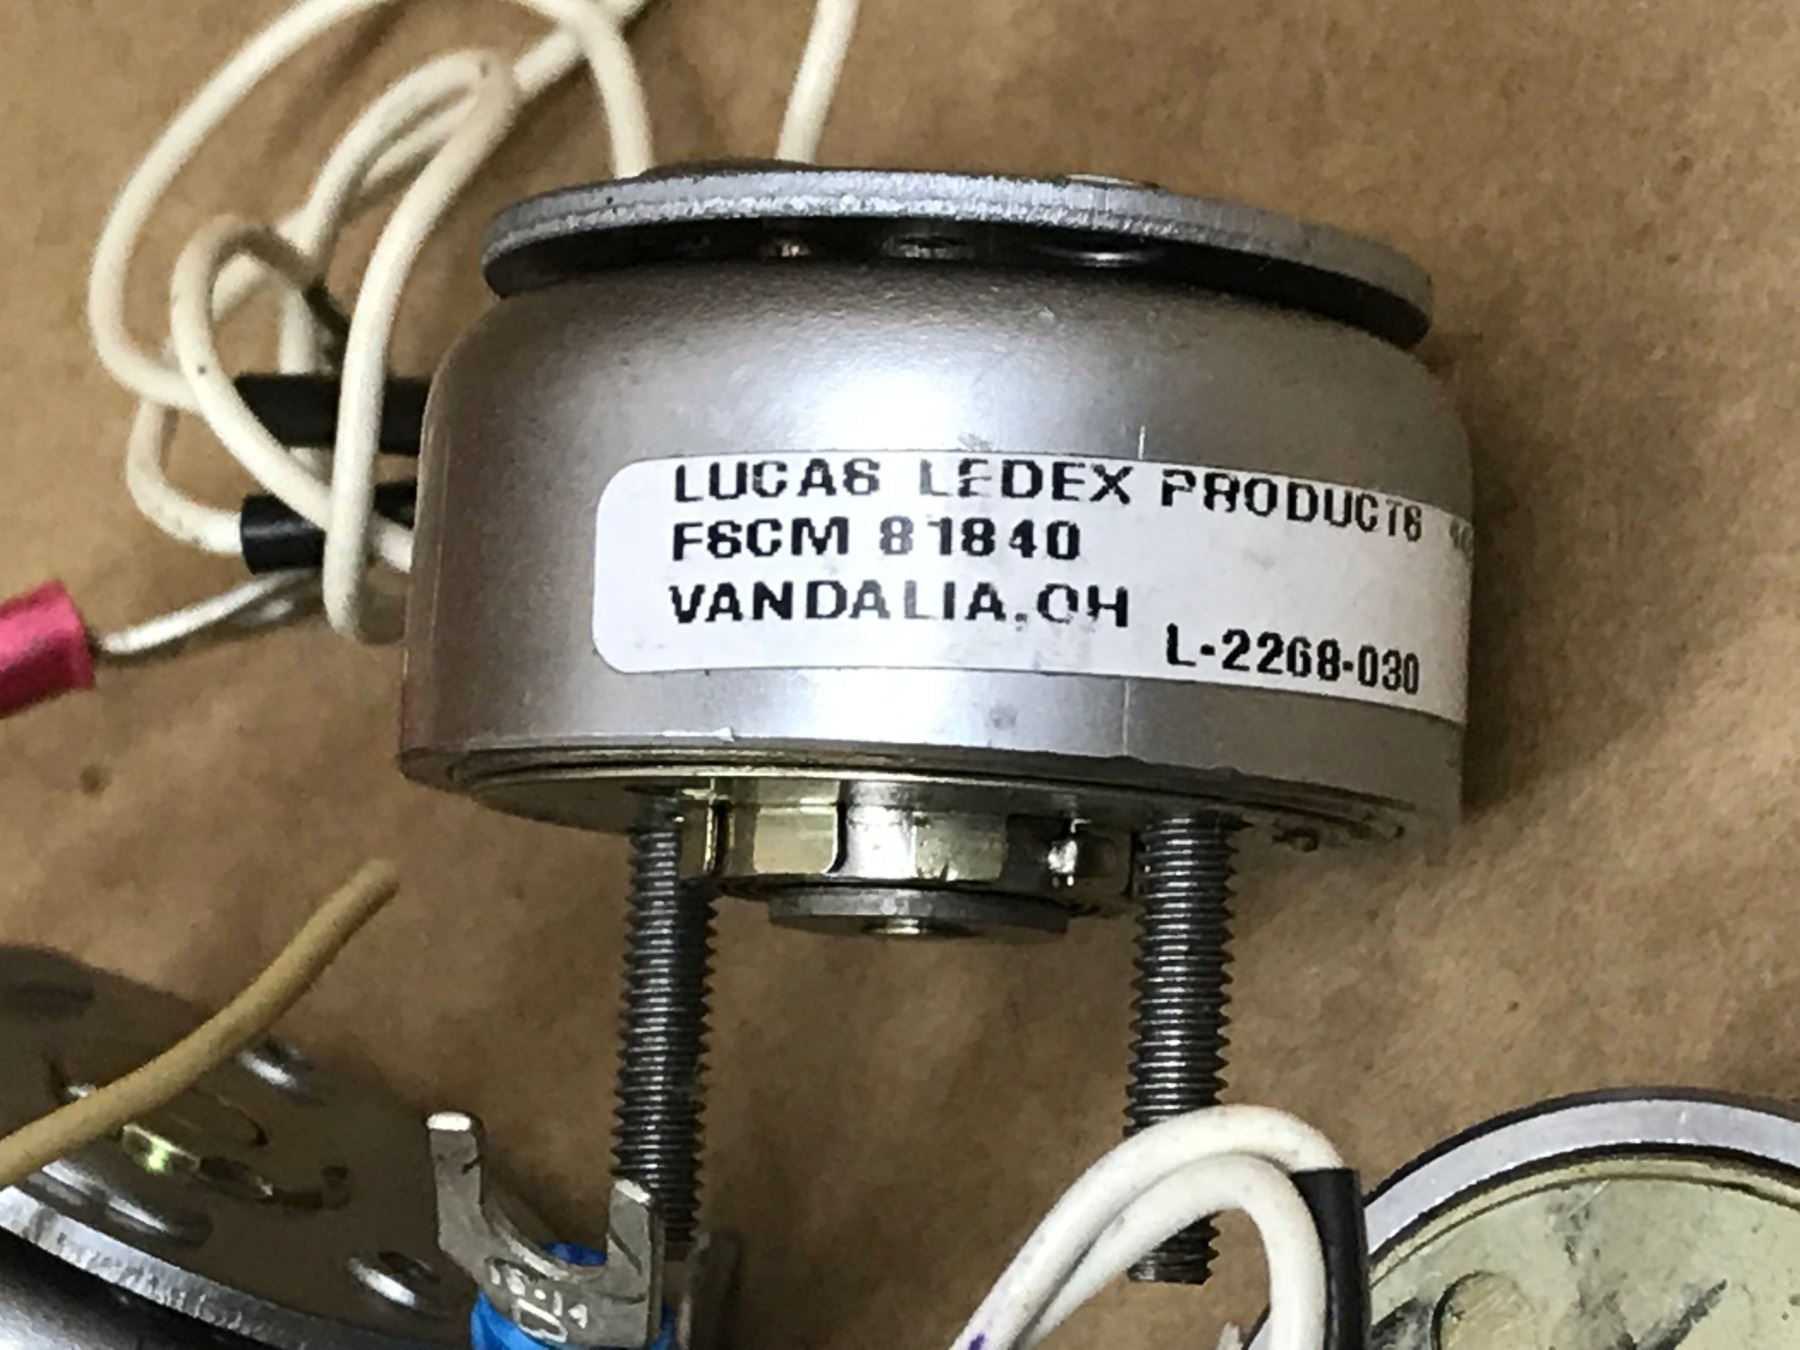 LUCAS LEDEX PRODUCTS
FSCM 81840
VANDALIA.OH
L-2268-030